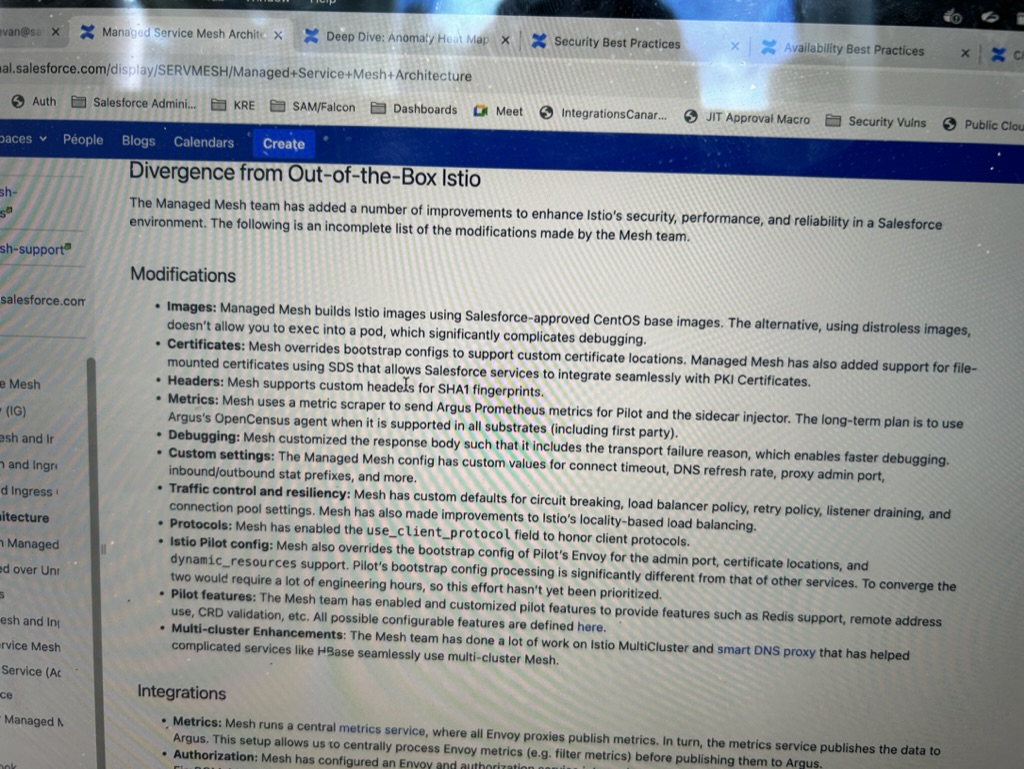 Help
evan@sa
Managed Service Mesh Archite
Deep Dive: Anomaly Heat Map
Security Best Practices
Availability Best Practices
al.salesforce.com/display/SERVMESH/Managed+Service+Mesh+Architecture
Auth
Salesforce Admini...
KRE
SAM/Falcon
Dashboards
Meet
IntegrationsCanar...
JIT Approval Macro
Security Vulns
Public Clou
paces
People
Blogs
Calendars
Create
sh-
sh-support
salesforce.com
e Mesh
(IG)
esh and Ir
n and Ingre
d Ingress
itecture
n Managed
ed over Uni
s
esh and Ing
rvice Mesh
Service (Ac
ce
Managed M
Divergence from Out-of-the-Box Istio
The Managed Mesh team has added a number of improvements to enhance Istio's security, performance, and reliability in a Salesforce
environment. The following is an incomplete list of the modifications made by the Mesh team.
Modifications
• Images: Managed Mesh builds Istio images using Salesforce-approved CentOS base images. The alternative, using distroless images,
doesn't allow you to exec into a pod, which significantly complicates debugging.
• Certificates: Mesh overrides bootstrap configs to support custom certificate locations. Managed Mesh has also added support for file-
mounted certificates using SDS that allows Salesforce services to integrate seamlessly with PKI Certificates.
• Headers: Mesh supports custom headers for SHA1 fingerprints.
• Metrics: Mesh uses a metric scraper to send Argus Prometheus metrics for Pilot and the sidecar injector. The long-term plan is to use
Argus's OpenCensus agent when it is supported in all substrates (including first party).
• Debugging: Mesh customized the response body such that it includes the transport failure reason, which enables faster debugging.
• Custom settings: The Managed Mesh config has custom values for connect timeout, DNS refresh rate, proxy admin port,
inbound/outbound stat prefixes, and more.
• Traffic control and resiliency: Mesh has custom defaults for circuit breaking, load balancer policy, retry policy, listener draining, and
connection pool settings. Mesh has also made improvements to Istio's locality-based load balancing.
• Protocols: Mesh has enabled the use_client_protocol field to honor client protocols.
• Istio Pilot config: Mesh also overrides the bootstrap config of Pilot's Envoy for the admin port, certificate locations, and
dynamic_resources support. Pilot's bootstrap config processing is significantly different from that of other services. To converge the
two would require a lot of engineering hours, so this effort hasn't yet been prioritized.
• Pilot features: The Mesh team has enabled and customized pilot features to provide features such as Redis support, remote address
use, CRD validation, etc. All possible configurable features are defined here.
• Multi-cluster Enhancements: The Mesh team has done a lot of work on Istio MultiCluster and smart DNS proxy that has helped
complicated services like HBase seamlessly use multi-cluster Mesh.
Integrations
• Metrics: Mesh runs a central metrics service, where all Envoy proxies publish metrics. In turn, the metrics service publishes the data to
Argus. This setup allows us to centrally process Envoy metrics (e.g. filter metrics) before publishing them to Argus.
• Authorization: Mesh has configured an Envoy and authorization